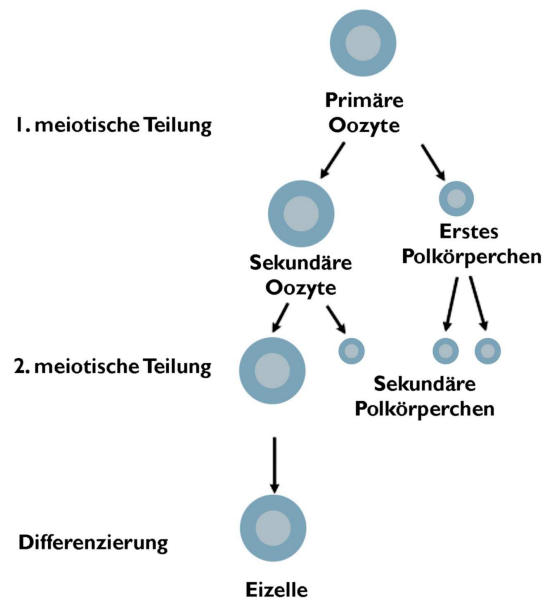 Primäre
Oozyte
1. meiotische Teilung
Erstes
Polkörperchen
Sekundäre
Oozyte
2. meiotische Teilung
Sekundäre
Polkörperchen
Differenzierung
Eizelle